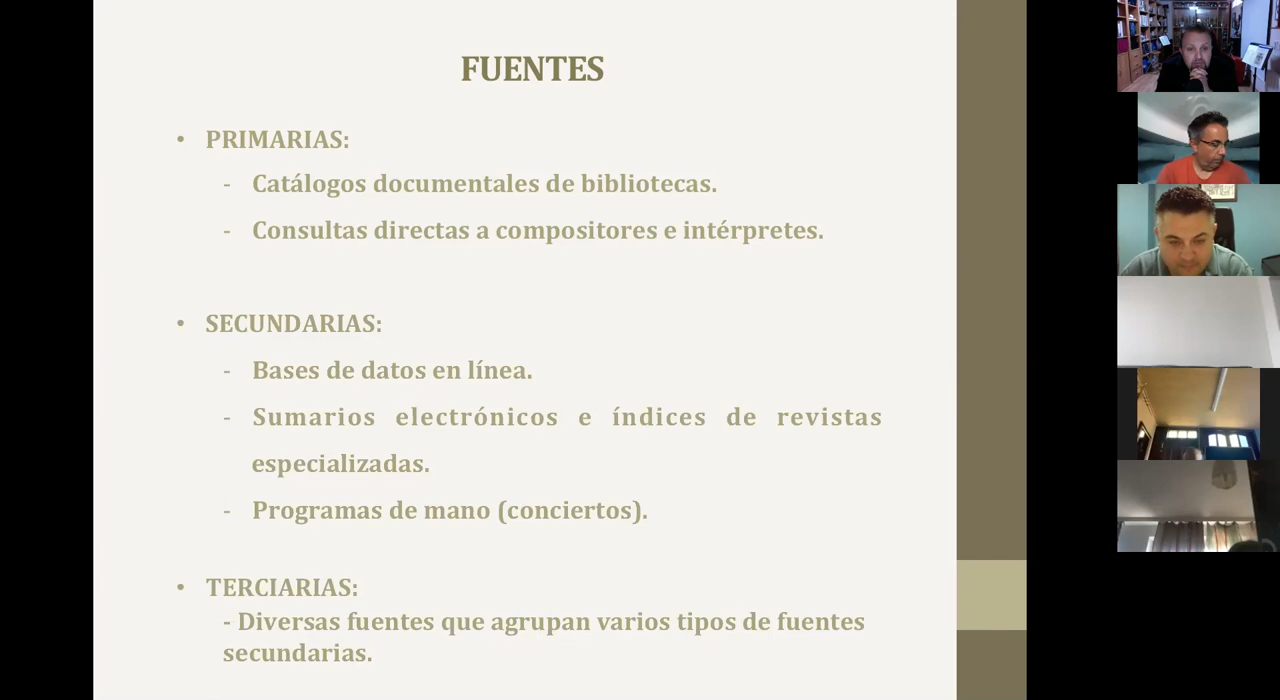 FUENTES
• PRIMARIAS:
- Catálogos documentales de bibliotecas.
- Consultas directas a compositores e intérpretes.
• SECUNDARIAS:
- Bases de datos en línea.
- Sumarios electrónicos e índices de revistas
especializadas.
- Programas de mano (conciertos).
• TERCIARIAS:
- Diversas fuentes que agrupan varios tipos de fuentes
secundarias.